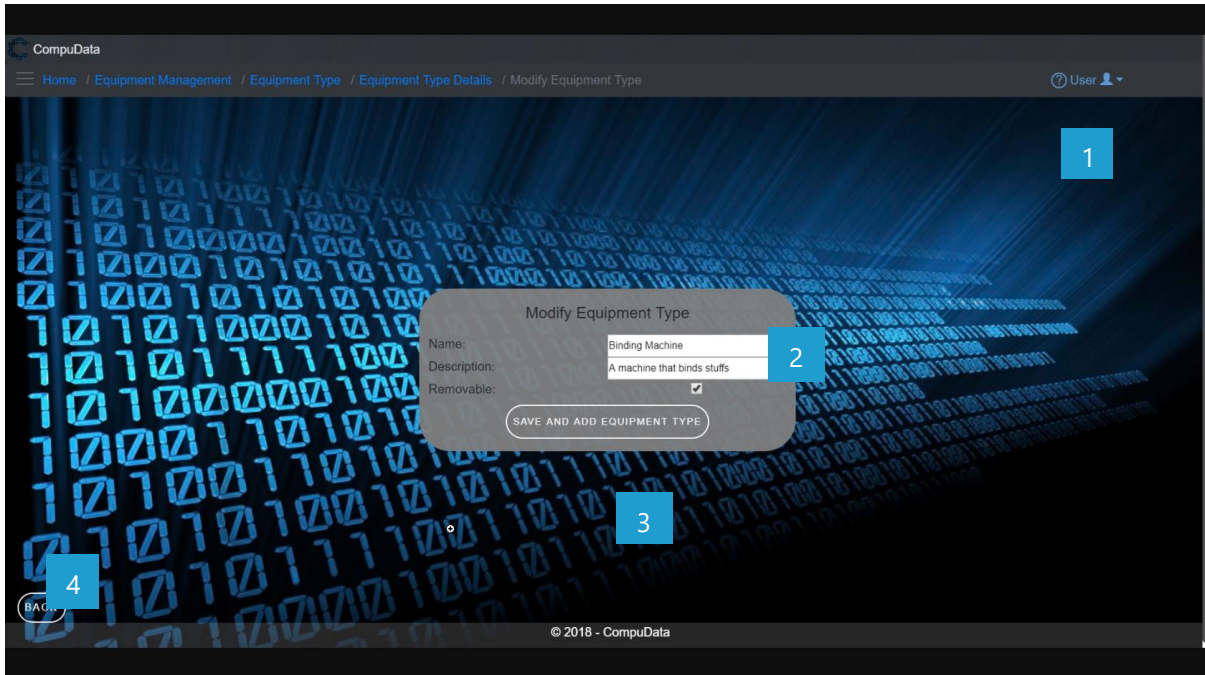 CompuData
Home / Equipment Management / Equipment Type / Equipment Type Details / Modify Equipment Type
User
1
Modify Equipment Type
Name: Binding Machine
2
Description: A machine that binds stuffs
Removable:
SAVE AND ADD EQUIPMENT TYPE
3
4
BACK
© 2018 - CompuData